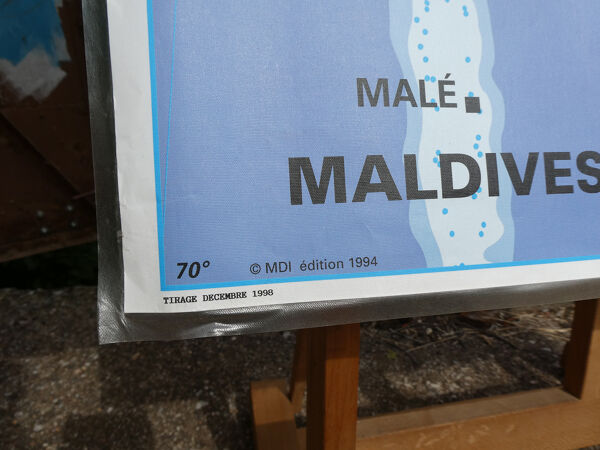 MALÉ
MALDIVES
70°
© MDI édition 1994
TIRAGE DECEMBRE 1998